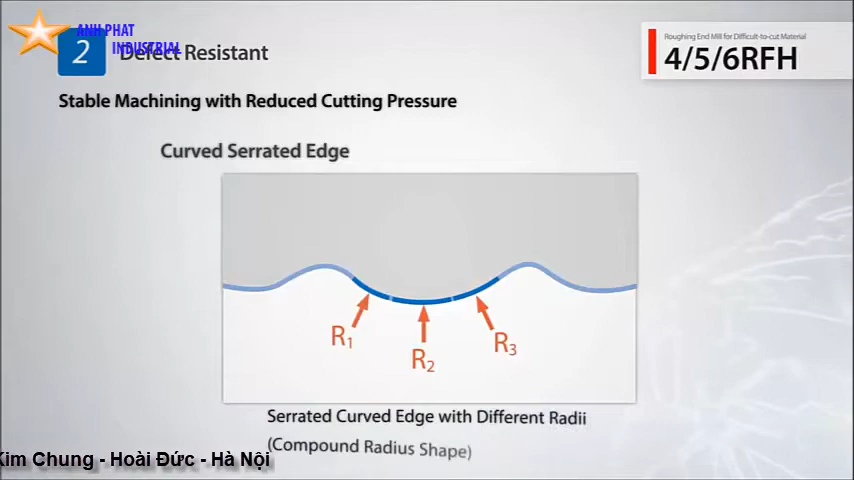 ANH PHAT
INDUSTRIAL
2
Defect Resistant
Roughing End Mill for Difficult-to-cut Material
4/5/6RFH
Stable Machining with Reduced Cutting Pressure
Curved Serrated Edge
R1
R2
R3
Serrated Curved Edge with Different Radii
(Compound Radius Shape)
Kim Chung - Hoài Đức - Hà Nội